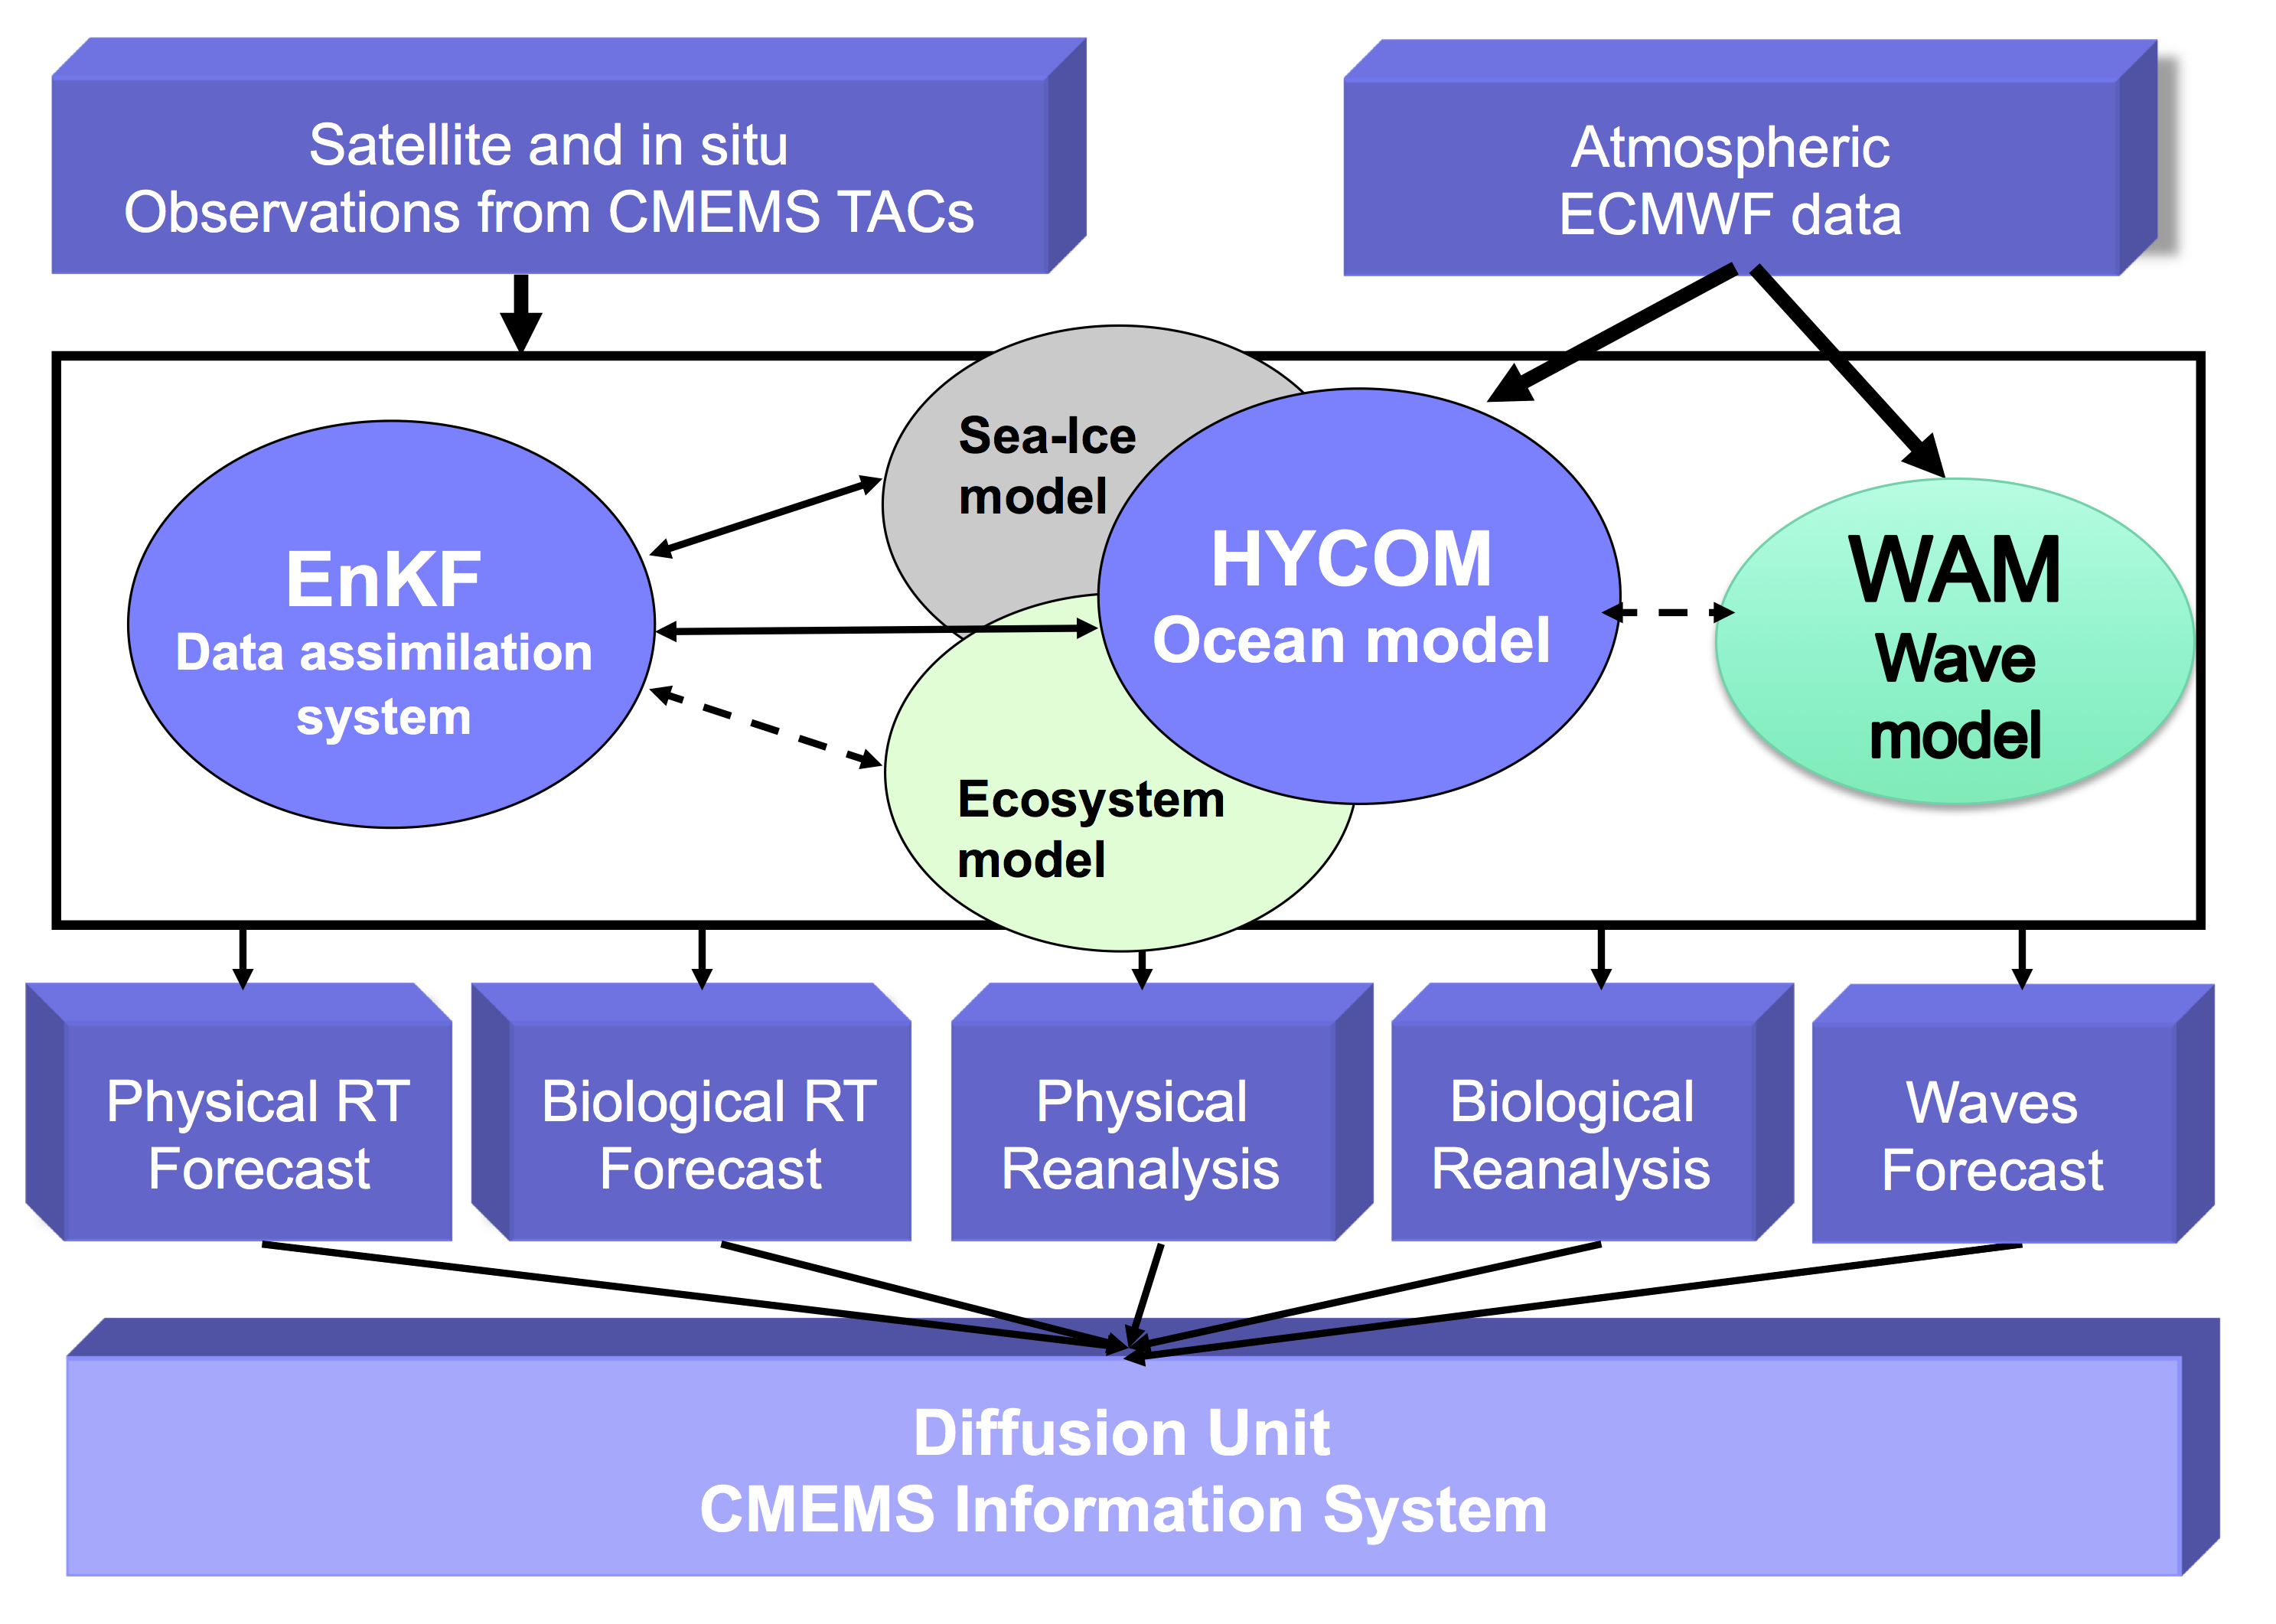 Satellite and in situ
Observations from CMEMS TACs
Atmospheric
ECMWF data
Sea-Ice
model
EnKF
Data assimilation
system
HYCOM
Ocean model
WAM
Wave
model
Ecosystem
model
Physical RT
Forecast
Biological RT
Forecast
Physical
Reanalysis
Biological
Reanalysis
Waves
Forecast
Diffusion Unit
CMEMS Information System